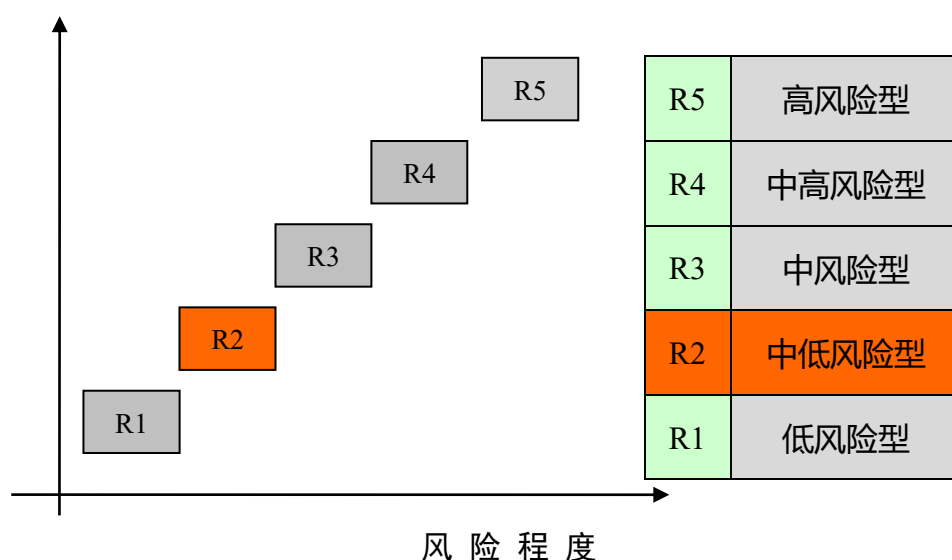 R5
R4
R3
R2
R1
R5 高风险型
R4 中高风险型
R3 中风险型
R2 中低风险型
R1 低风险型
风险程度